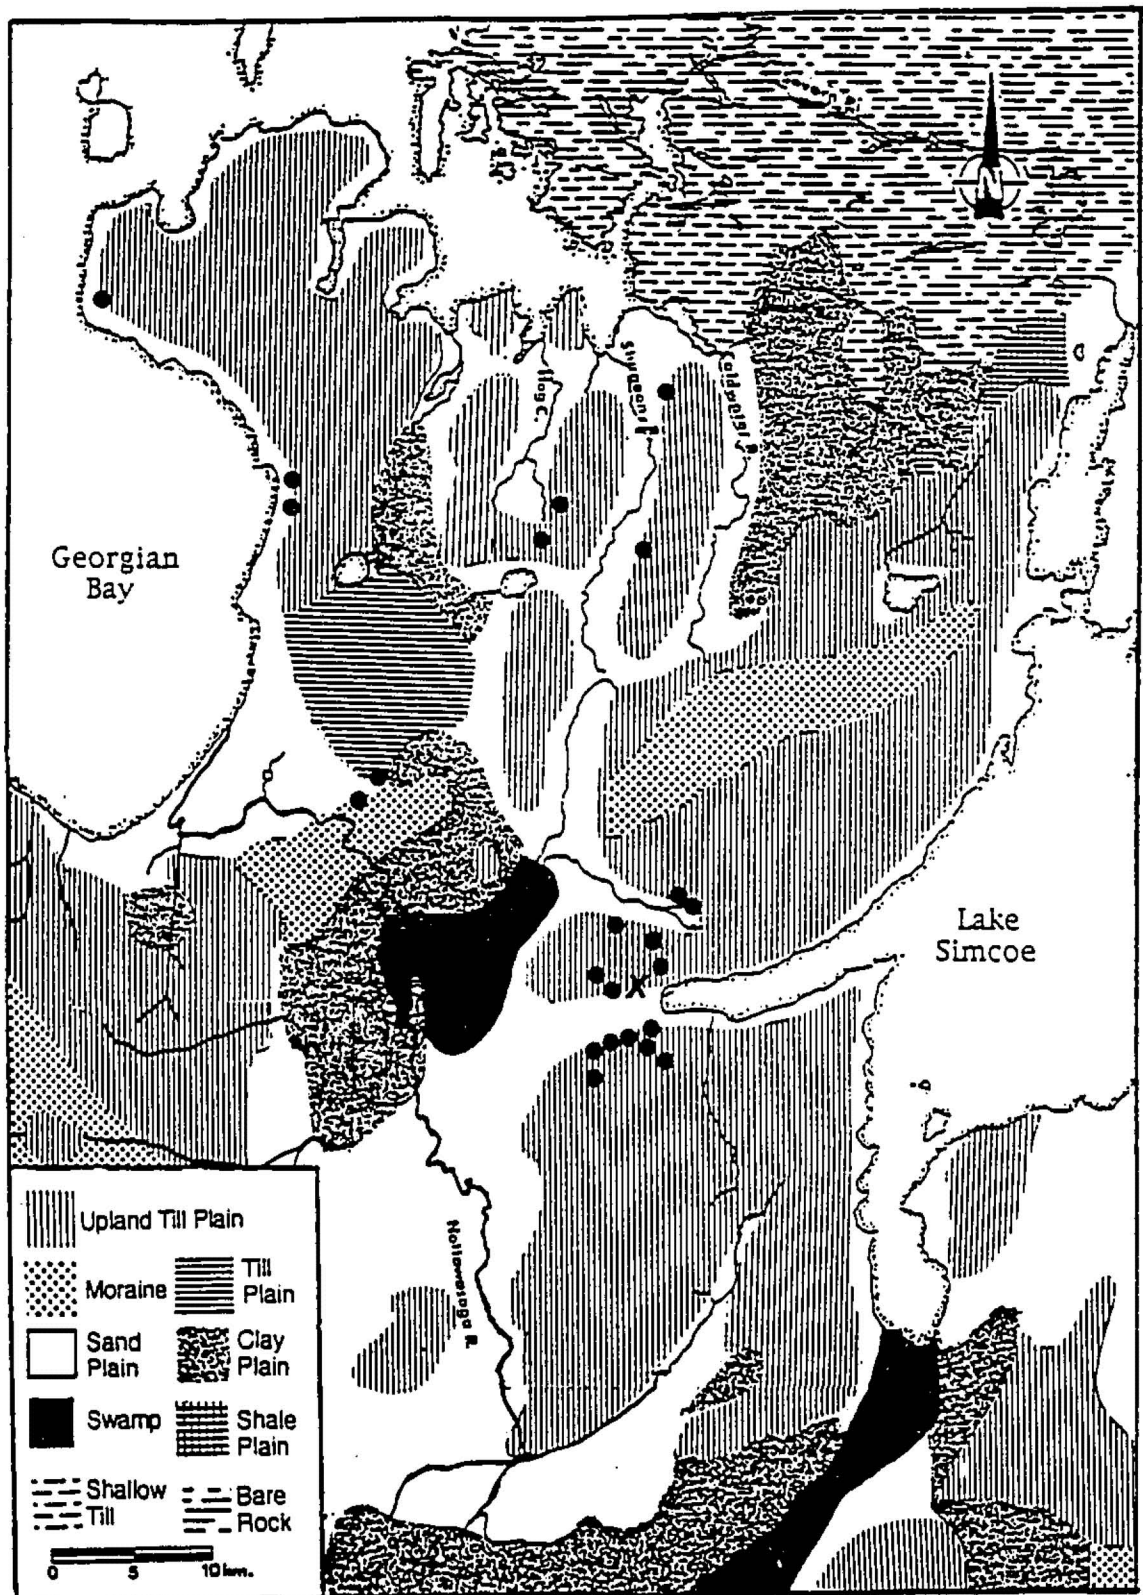 N
Hog C.
Sturgeon R.
Coldwater R.
Georgian
Bay
Lake
Simcoe
Nottawasaga R.
Upland Till Plain
Moraine
Till
Plain
Sand
Plain
Clay
Plain
Swamp
Shale
Plain
Shallow
Till
Bare
Rock
5
10 km.
X